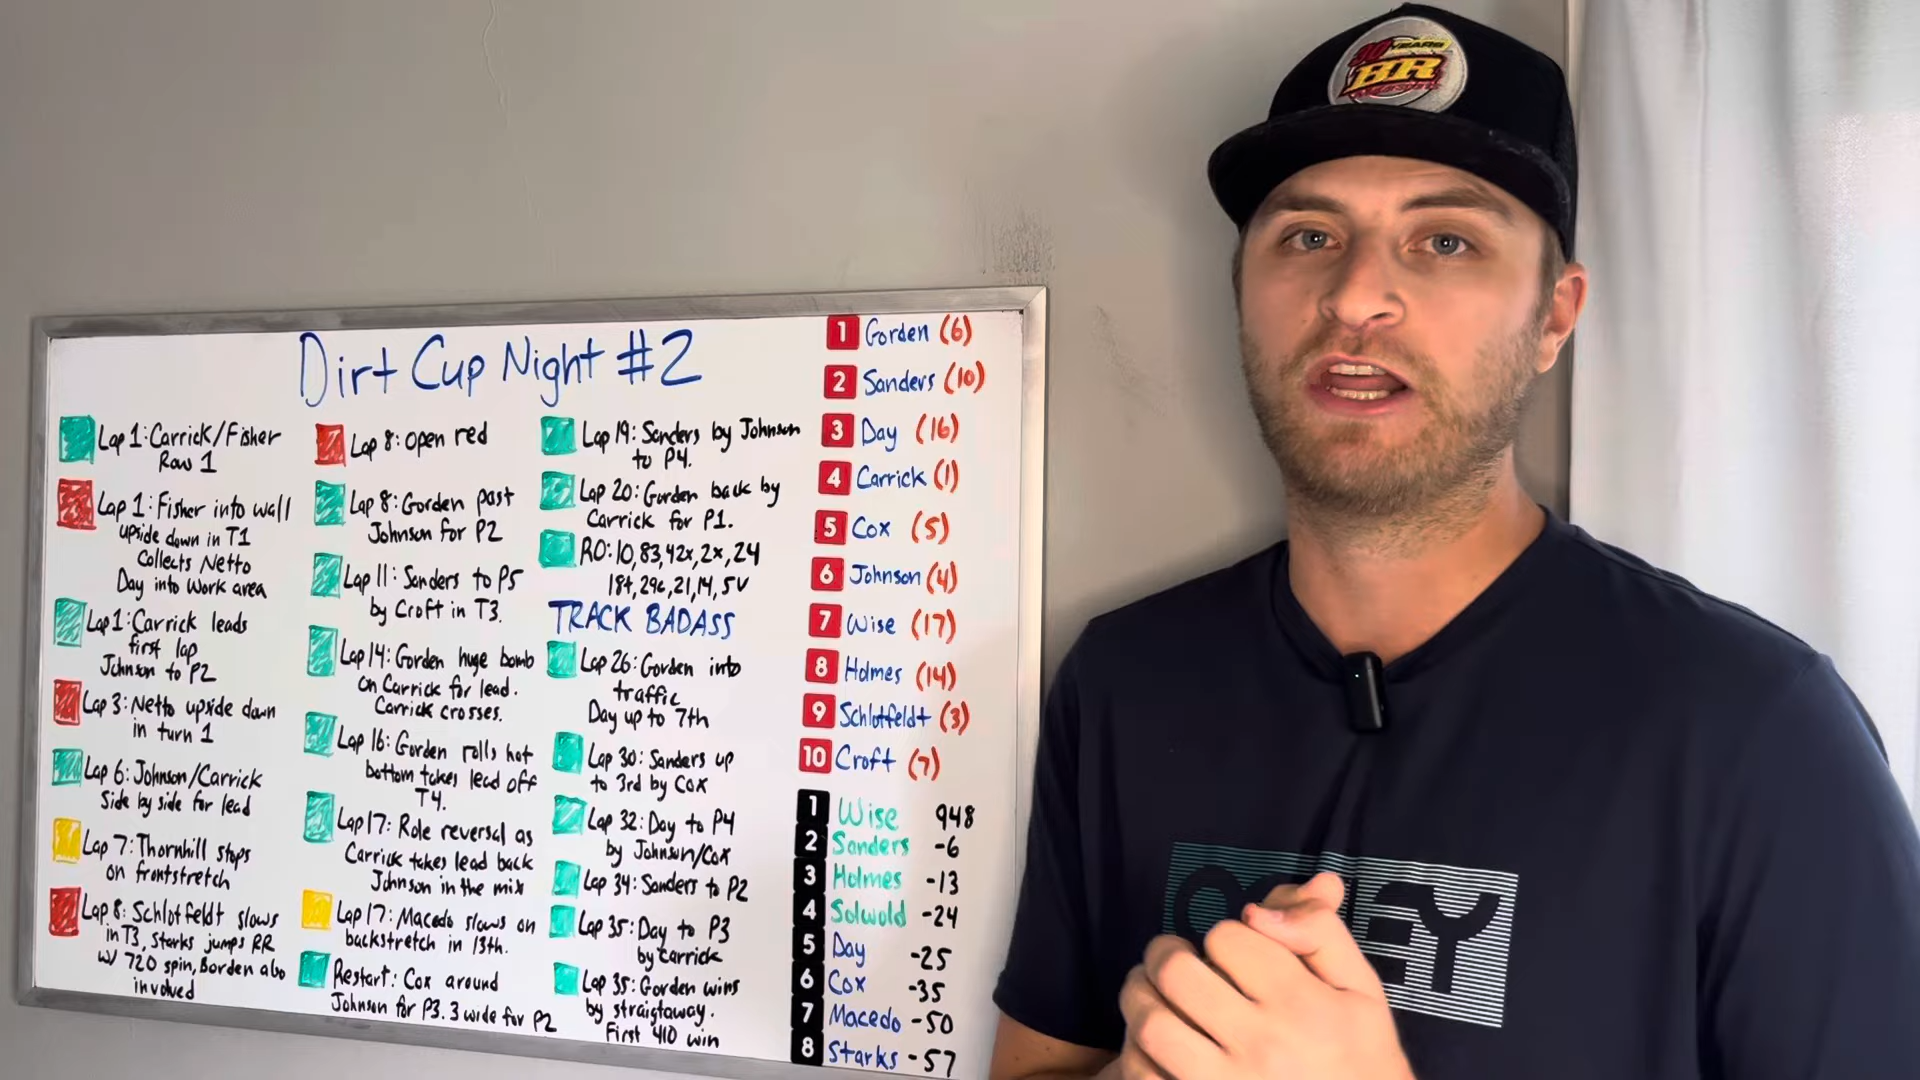 Dirt Cup Night #2
Lap 1: Carrick/Fisher
Row 1
Lap 1: Fisher into wall
upside down in T1
Collects Netto
Day into work area
Lap 1: Carrick leads
first lap
Johnson to P2
Lap 3: Netto upside down
in turn 1
Lap 6: Johnson/Carrick
Side by side for lead
Lap 7: Thornhill stops
on frontstretch
Lap 8: Schlotfeldt slows
in T3, Starks jumps RR
w/ 720 spin, Borden also
involved
Lap 8: open red
Lap 8: Gorden past
Johnson for P2
Lap 11: Sanders to P5
by Croft in T3.
Lap 14: Gorden huge bomb
on Carrick for lead.
Carrick crosses.
Lap 16: Gorden rolls hot
bottom takes lead off
T4.
Lap 17: Role reversal as
Carrick takes lead back
Johnson in the mix
Lap 17: Macedo slows on
backstretch in 13th.
Restart: Cox around
Johnson for P3. 3 wide for P2
Lap 19: Sanders by Johnson
to P4.
Lap 20: Gorden back by
Carrick for P1.
RO: 10, 83, 42x, 2x, 24
18t, 29c, 21, 14, 5V
TRACK BADASS
Lap 26: Gorden into
traffic
Day up to 7th
Lap 30: Sanders up
to 3rd by Cox
Lap 32: Day to P4
by Johnson/Cox
Lap 34: Sanders to P2
Lap 35: Day to P3
by Carrick
Lap 35: Gorden wins
by straigtaway.
First 410 win
1 Gorden (6)
2 Sanders (10)
3 Day (16)
4 Carrick (1)
5 Cox (5)
6 Johnson (4)
7 Wise (17)
8 Holmes (14)
9 Schlotfeldt (3)
10 Croft (7)
1 Wise 948
2 Sanders -6
3 Holmes -13
4 Solwold -24
5 Day -25
6 Cox -35
7 Macedo -50
8 Starks -57
YEARS
BR